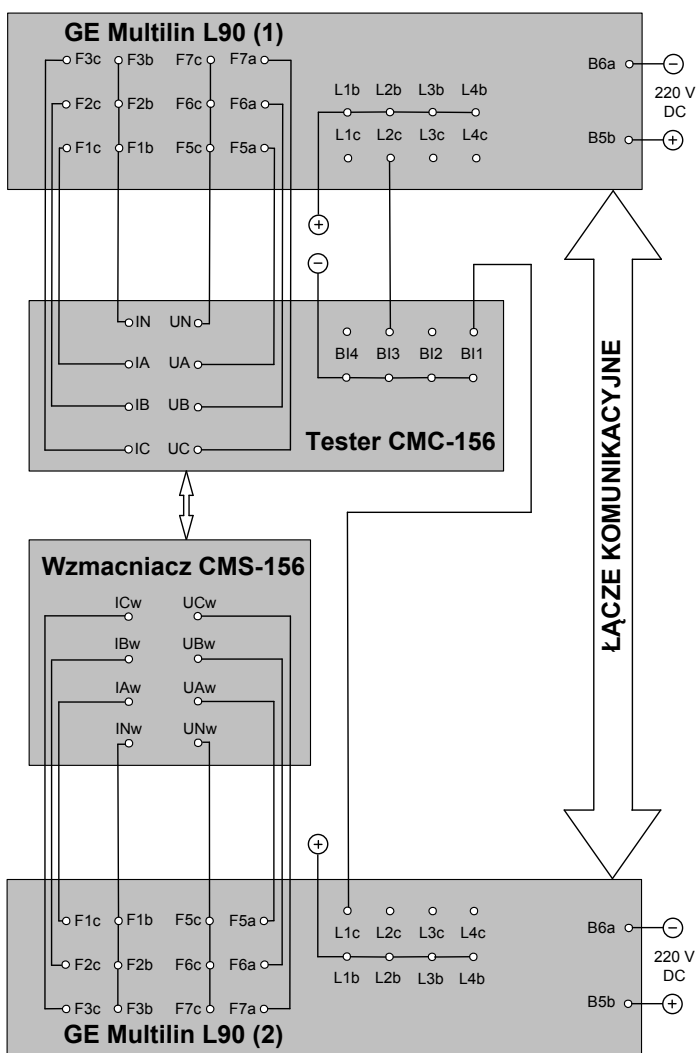 GE Multilin L90 (1)
F3c F3b F7c F7a
F2c F2b F6c F6a
F1c F1b F5c F5a
L1b L2b L3b L4b
L1c L2c L3c L4c
B6a
220 V
DC
B5b
IN UN
IA UA
IB UB
IC UC
BI4 BI3 BI2 BI1
Tester CMC-156
ŁĄCZE KOMUNIKACYJNE
Wzmacniacz CMS-156
ICw UCw
IBw UBw
IAw UAw
INw UNw
F1c F1b F5c F5a
F2c F2b F6c F6a
F3c F3b F7c F7a
L1c L2c L3c L4c
L1b L2b L3b L4b
B6a
220 V
DC
B5b
GE Multilin L90 (2)